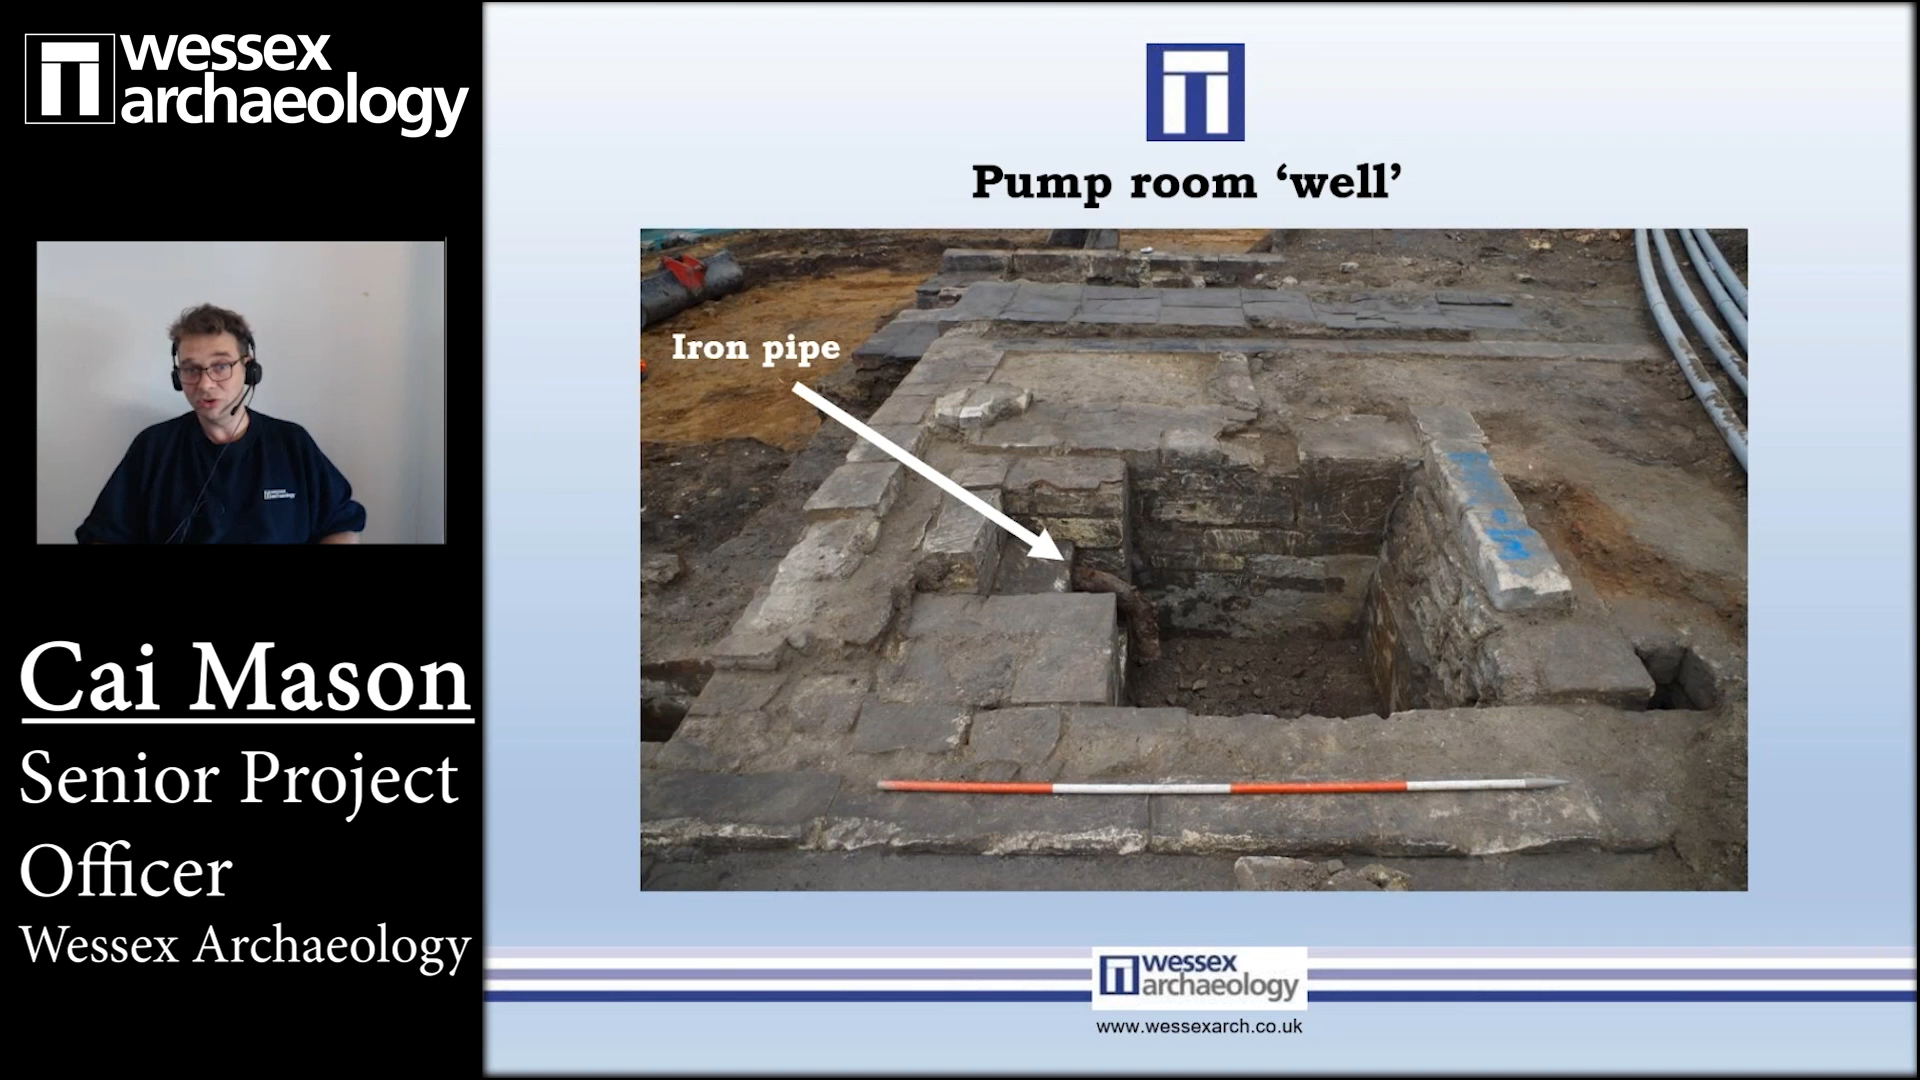 wessex
archaeology
Cai Mason
Senior Project
Officer
Wessex Archaeology
Pump room ‘well’
Iron pipe
wessex
archaeology
www.wessexarch.co.uk